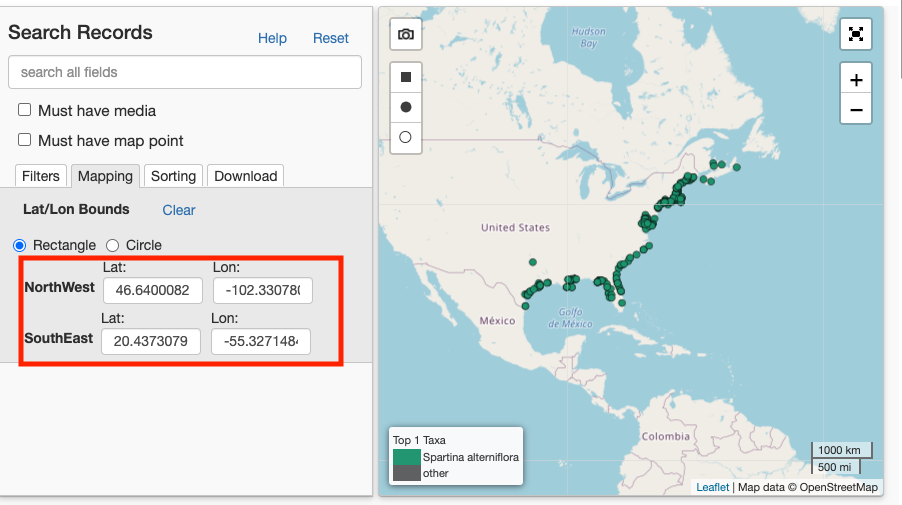 Search Records
Help
Reset
search all fields
Must have media
Must have map point
Filters
Mapping
Sorting
Download
Lat/Lon Bounds
Clear
Rectangle
Circle
Lat:
Lon:
NorthWest
46.6400082
-102.330780
Lat:
Lon:
SouthEast
20.4373079
-55.327148
Hudson
Bay
+
−
United States
México
Golfo
de México
Colombia
Top 1 Taxa
Spartina alterniflora
other
1000 km
500 mi
Leaflet | Map data © OpenStreetMap